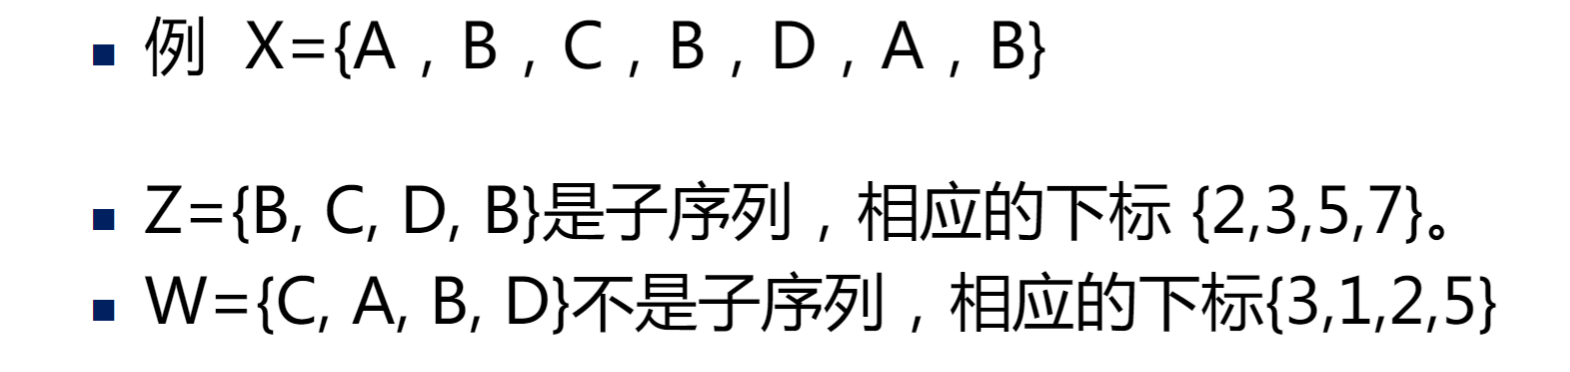 ▪ 例 X={A，B，C，B，D，A，B}
▪ Z={B, C, D, B}是子序列，相应的下标 {2,3,5,7}。
▪ W={C, A, B, D}不是子序列，相应的下标{3,1,2,5}